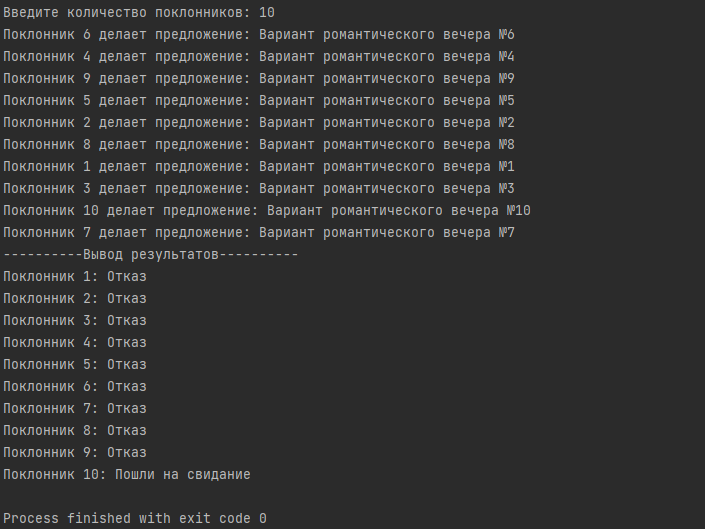 Введите количество поклонников: 10
Поклонник 6 делает предложение: Вариант романтического вечера №6
Поклонник 4 делает предложение: Вариант романтического вечера №4
Поклонник 9 делает предложение: Вариант романтического вечера №9
Поклонник 5 делает предложение: Вариант романтического вечера №5
Поклонник 2 делает предложение: Вариант романтического вечера №2
Поклонник 8 делает предложение: Вариант романтического вечера №8
Поклонник 1 делает предложение: Вариант романтического вечера №1
Поклонник 3 делает предложение: Вариант романтического вечера №3
Поклонник 10 делает предложение: Вариант романтического вечера №10
Поклонник 7 делает предложение: Вариант романтического вечера №7
----------Вывод результатов----------
Поклонник 1: Отказ
Поклонник 2: Отказ
Поклонник 3: Отказ
Поклонник 4: Отказ
Поклонник 5: Отказ
Поклонник 6: Отказ
Поклонник 7: Отказ
Поклонник 8: Отказ
Поклонник 9: Отказ
Поклонник 10: Пошли на свидание
Process finished with exit code 0